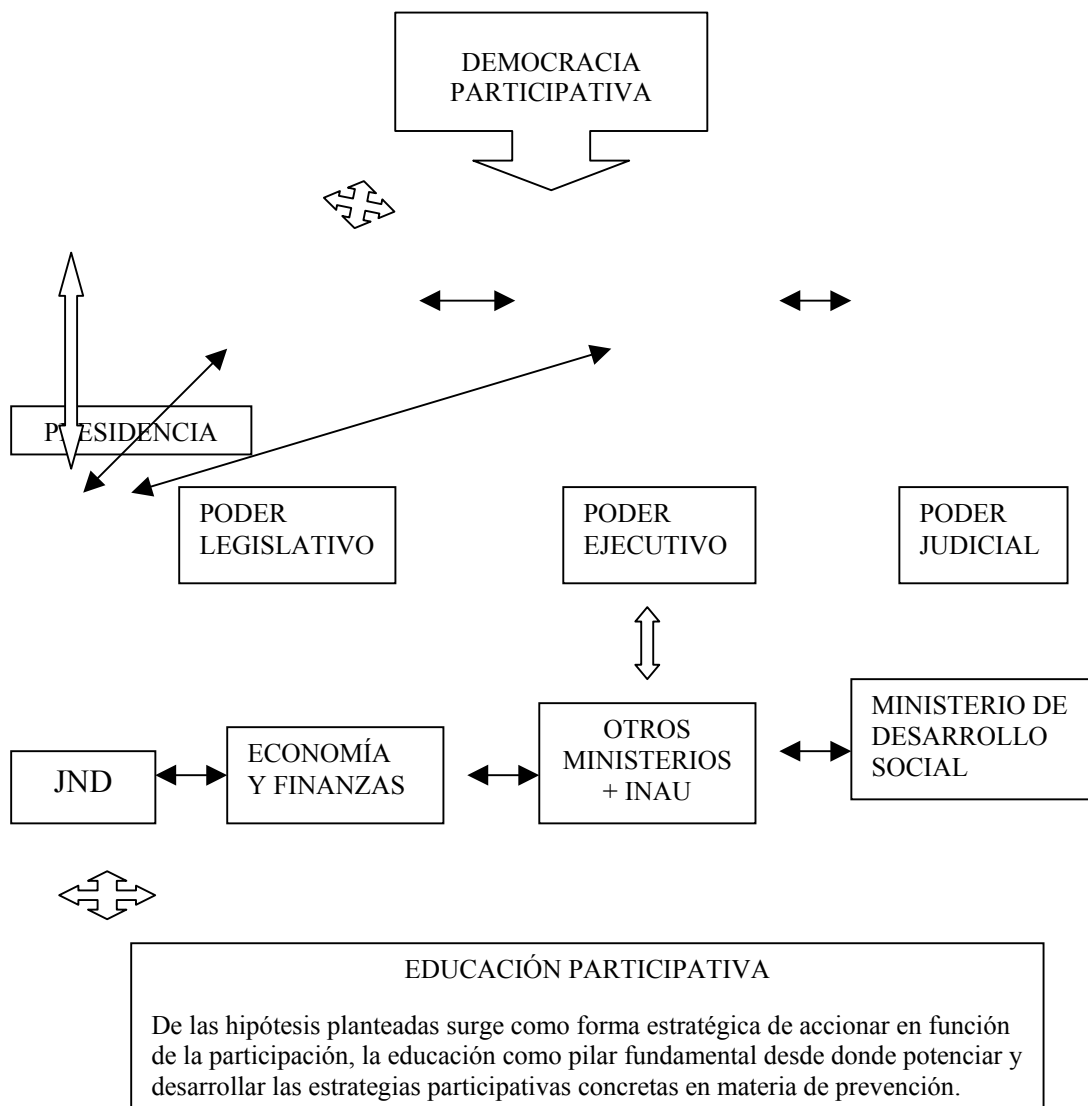 DEMOCRACIA
PARTICIPATIVA
PRESIDENCIA
PODER
LEGISLATIVO
PODER
EJECUTIVO
PODER
JUDICIAL
JND
ECONOMÍA
Y FINANZAS
OTROS
MINISTERIOS
+ INAU
MINISTERIO DE
DESARROLLO
SOCIAL
EDUCACIÓN PARTICIPATIVA
De las hipótesis planteadas surge como forma estratégica de accionar en función
de la participación, la educación como pilar fundamental desde donde potenciar y
desarrollar las estrategias participativas concretas en materia de prevención.